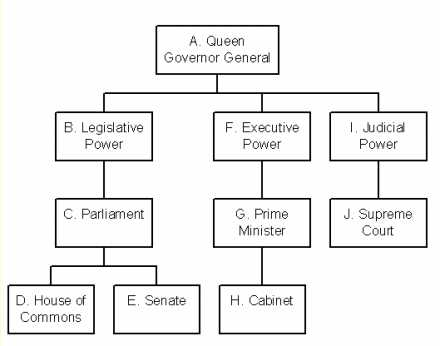 A. Queen
Governor General
B. Legislative
Power
F. Executive
Power
I. Judicial
Power
C. Parliament
G. Prime
Minister
J. Supreme
Court
D. House of
Commons
E. Senate
H. Cabinet